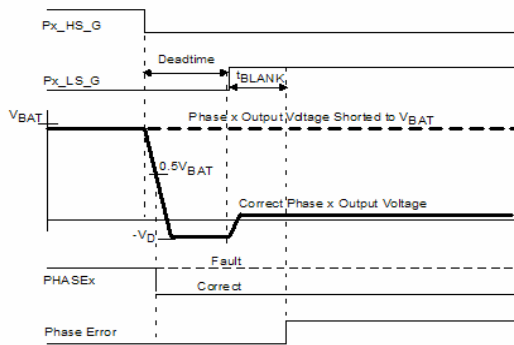 Px_HS_G
Deadtime
tBLANK
Px_LS_G
VBAT
Phase x Output Voltage Shorted to VBAT
0.5VBAT
Correct Phase x Output Voltage
-VD
Fault
PHASEx
Correct
Phase Error